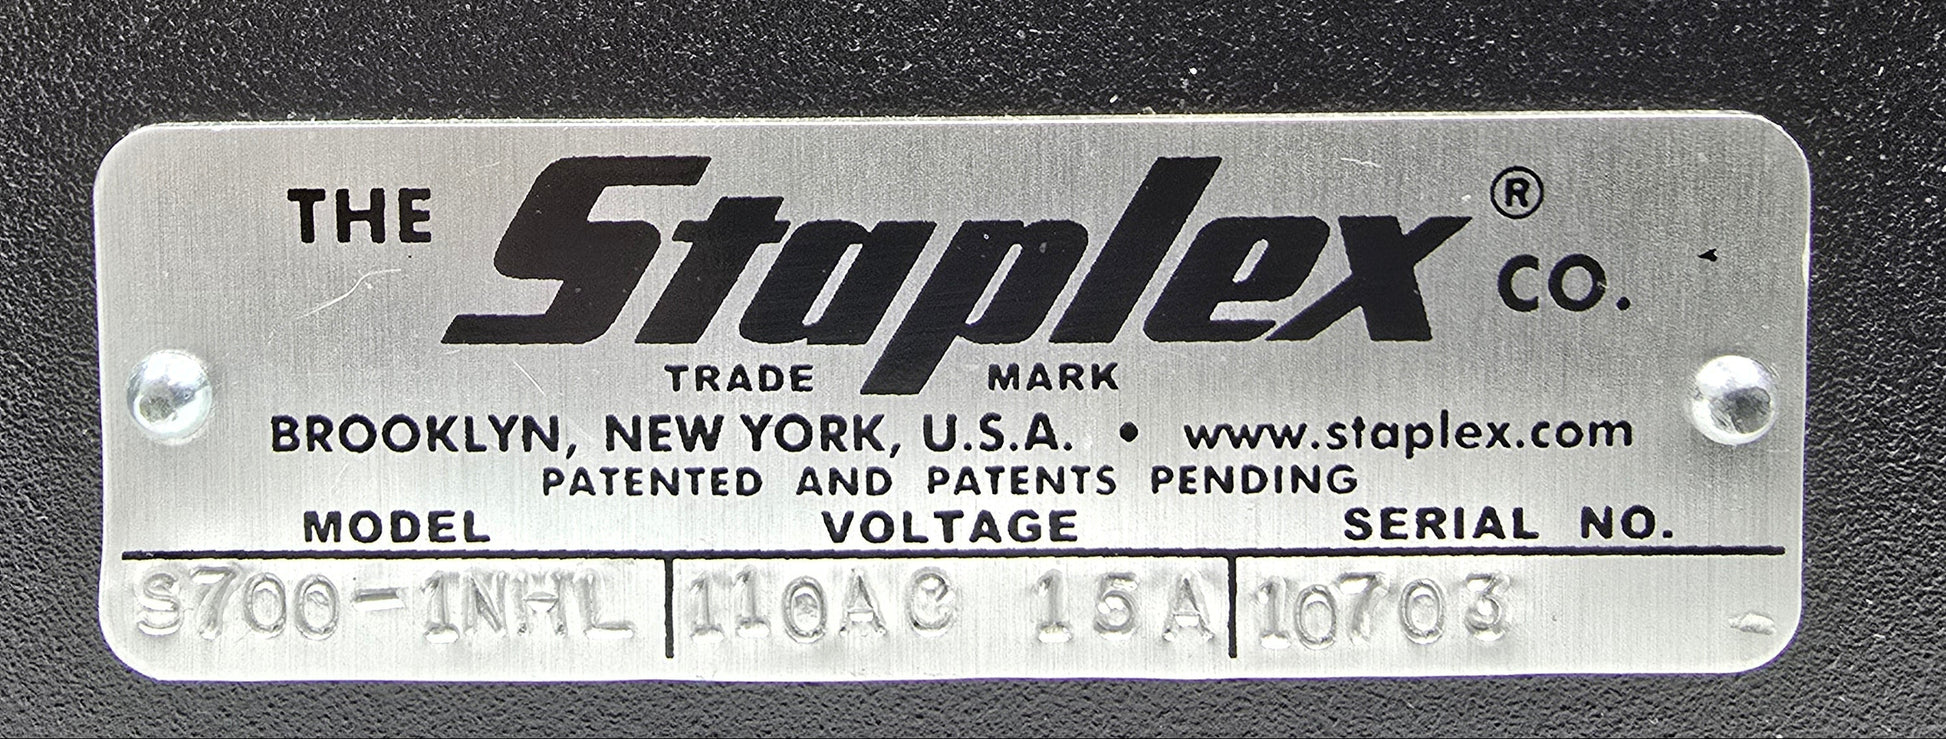 THE Staplex® CO.
TRADE MARK
BROOKLYN, NEW YORK, U.S.A. • www.staplex.com
PATENTED AND PATENTS PENDING
MODEL VOLTAGE SERIAL NO.
S700-1NHL 110AC 15A 10703